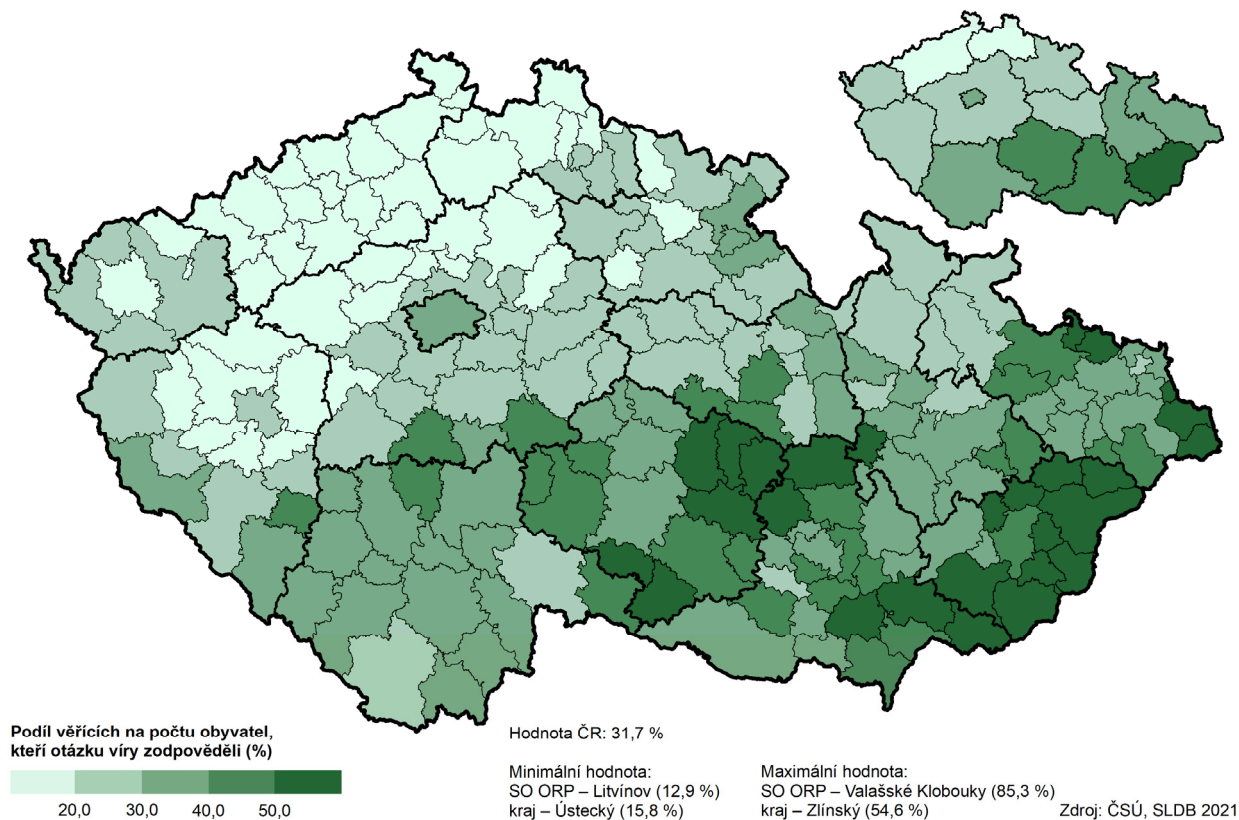 Podíl věřících na počtu obyvatel,
kteří otázku víry zodpověděli (%)
20,0 30,0 40,0 50,0
Hodnota ČR: 31,7 %
Minimální hodnota:
SO ORP – Litvínov (12,9 %)
kraj – Ústecký (15,8 %)
Maximální hodnota:
SO ORP – Valašské Klobouky (85,3 %)
kraj – Zlínský (54,6 %)
Zdroj: ČSÚ, SLDB 2021